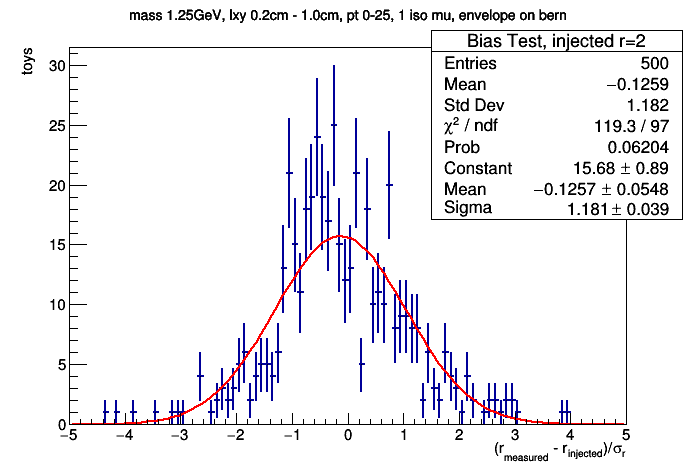 mass 1.25GeV, lxy 0.2cm - 1.0cm, pt 0-25, 1 iso mu, envelope on bern
Bias Test, injected r=2
Entries 500
Mean −0.1259
Std Dev 1.182
χ² / ndf 119.3 / 97
Prob 0.06204
Constant 15.68 ± 0.89
Mean −0.1257 ± 0.0548
Sigma 1.181 ± 0.039
toys
30
25
20
15
10
5
0
−5 −4 −3 −2 −1 0 1 2 3 4 5
(r_measured - r_injected)/σ_r